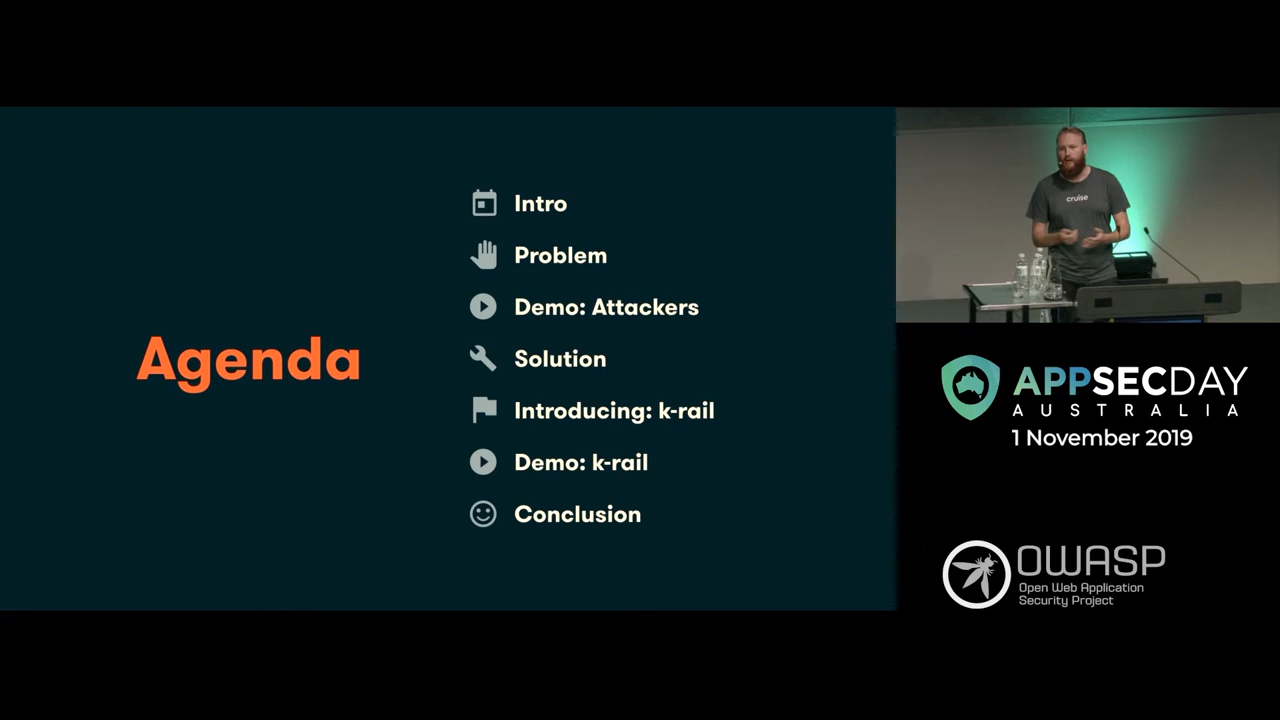 Agenda
Intro
Problem
Demo: Attackers
Solution
Introducing: k-rail
Demo: k-rail
Conclusion
cruise
APPSECDAY
AUSTRALIA
1 November 2019
OWASP
Open Web Application
Security Project